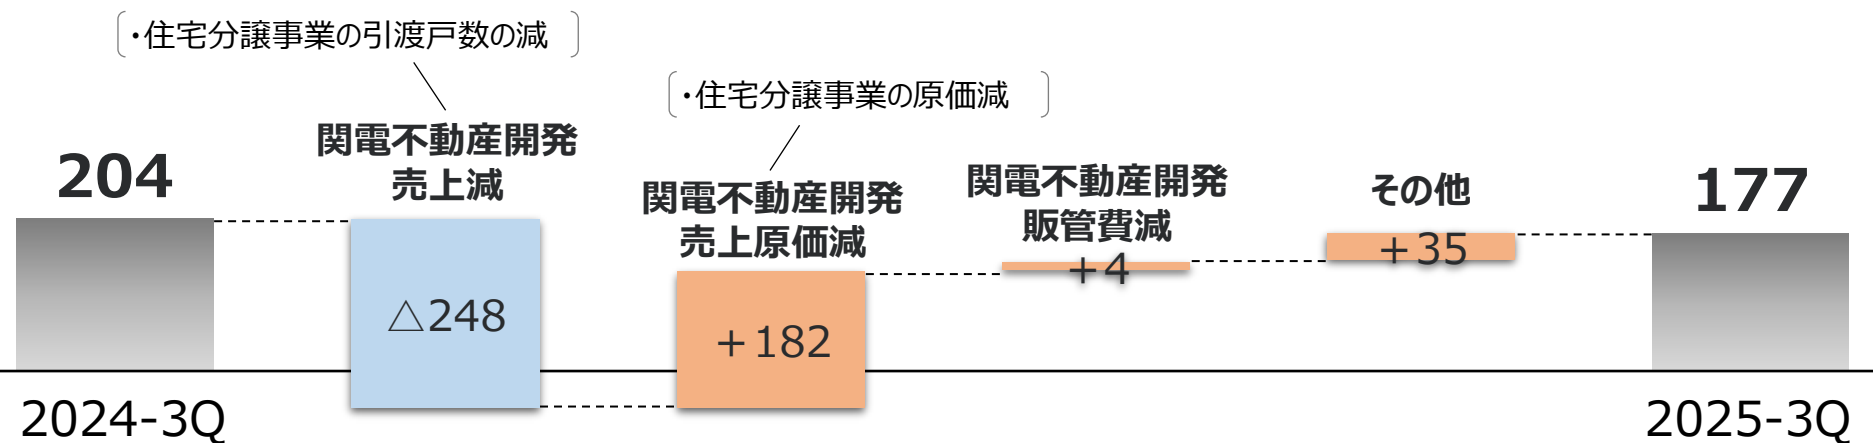 ・住宅分譲事業の引渡戸数の減
・住宅分譲事業の原価減
204
関電不動産開発
売上減
△248
関電不動産開発
売上原価減
+182
関電不動産開発
販管費減
+4
その他
+35
177
2024-3Q
2025-3Q